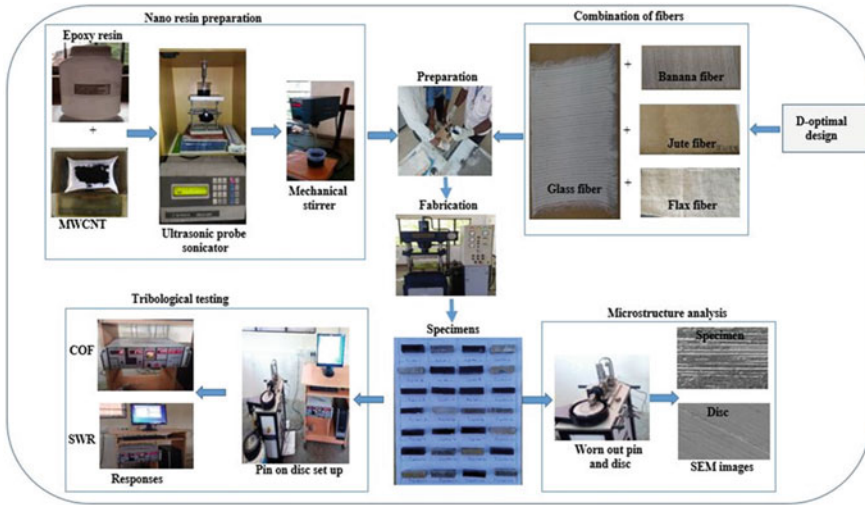 Nano resin preparation
Epoxy resin
+
MWCNT
Ultrasonic probe
sonicator
Mechanical
stirrer
Preparation
Fabrication
Specimens
Combination of fibers
Glass fiber
+
Banana fiber
+
Jute fiber
+
Flax fiber
D-optimal
design
Tribological testing
COF
SWR
Responses
Pin on disc set up
Microstructure analysis
Worn out pin
and disc
Specimen
Disc
SEM images